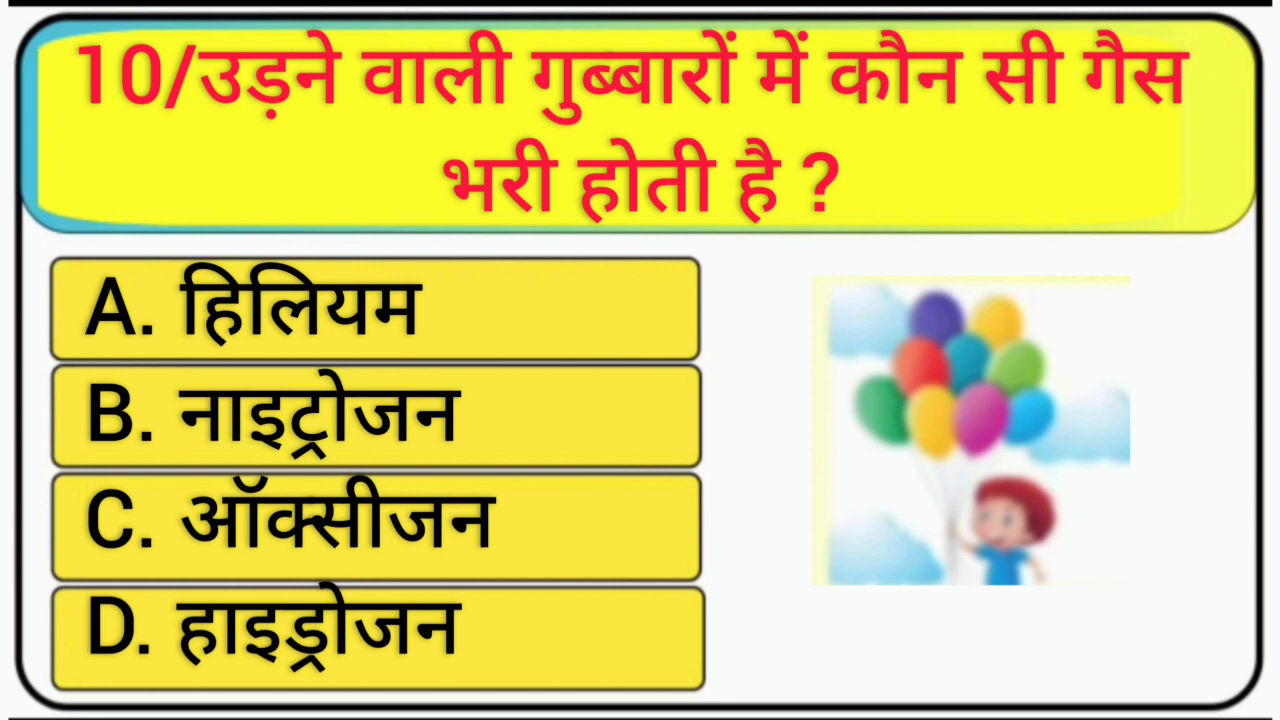 10/उड़ने वाली गुब्बारों में कौन सी गैस
भरी होती है ?
A. हिलियम
B. नाइट्रोजन
C. ऑक्सीजन
D. हाइड्रोजन